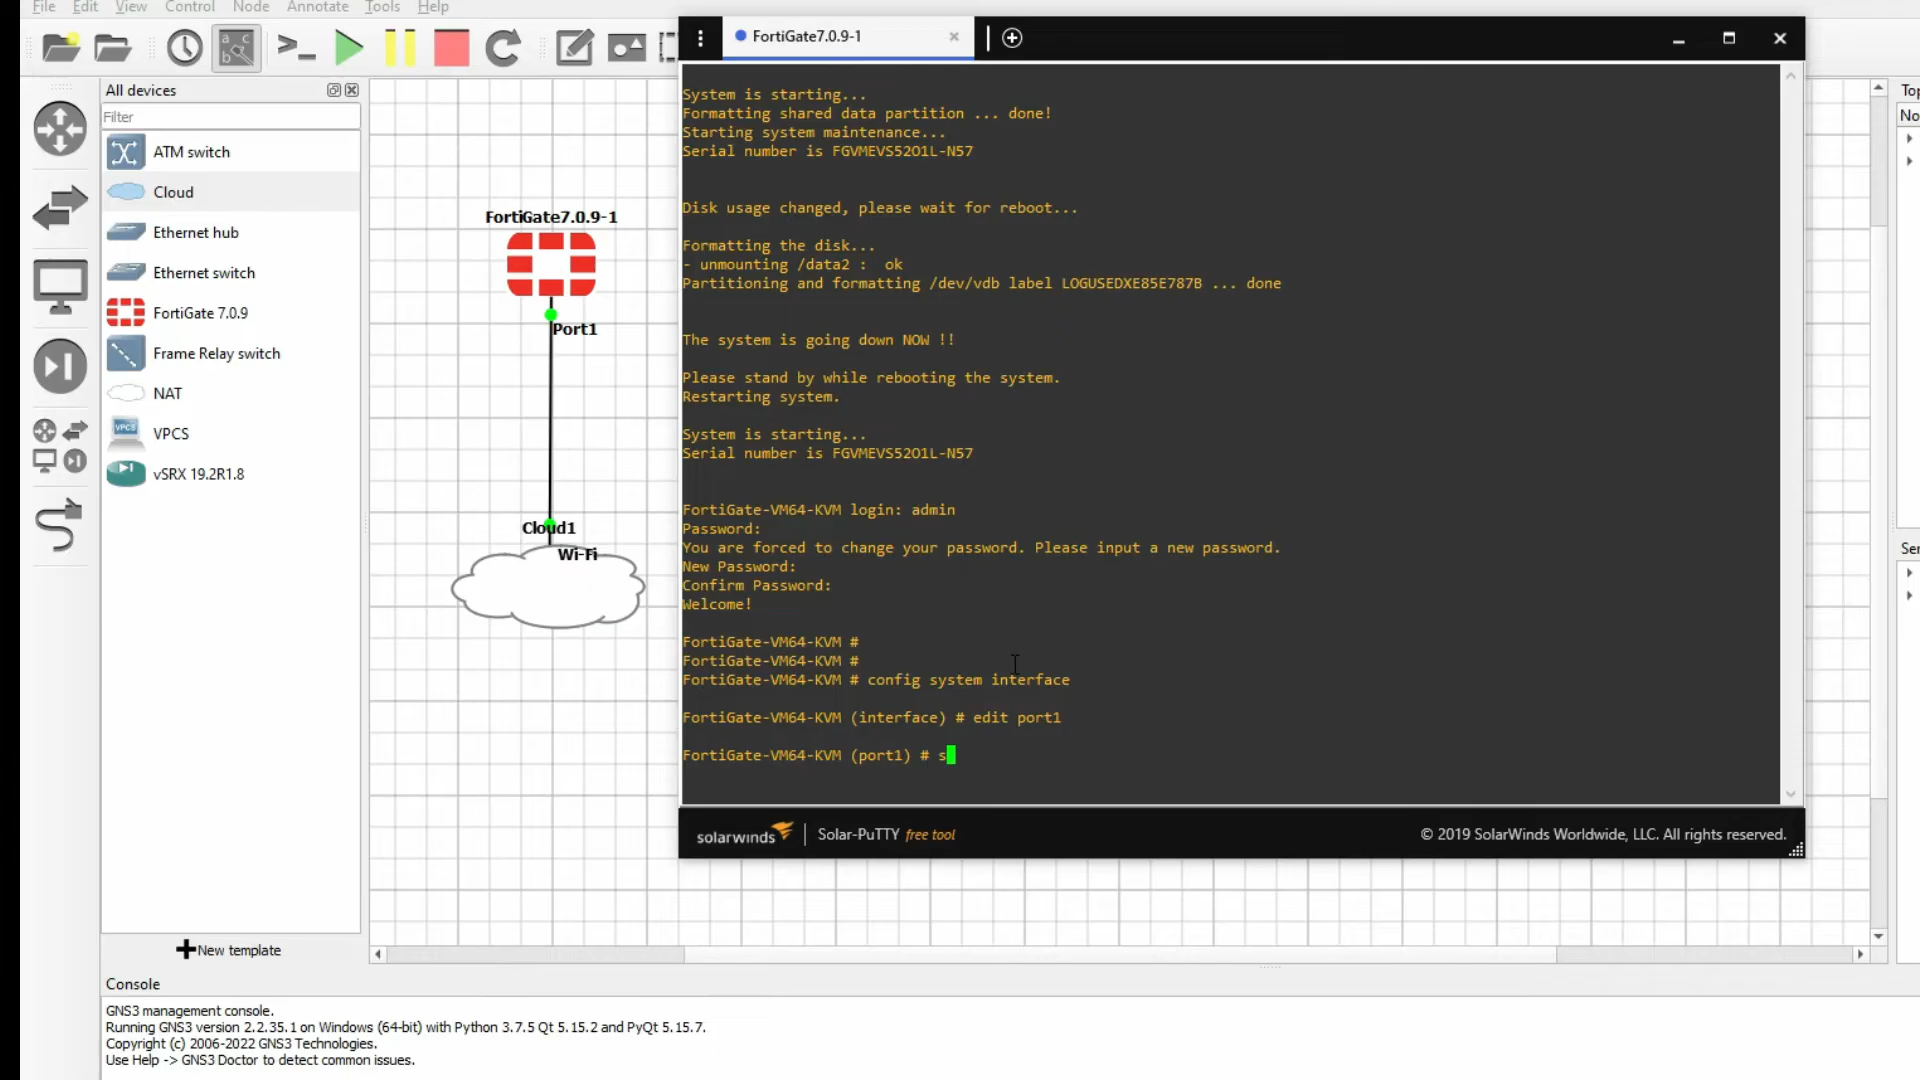 File Edit View Control Node Annotate Tools Help
All devices
Filter
ATM switch
Cloud
Ethernet hub
Ethernet switch
FortiGate 7.0.9
Frame Relay switch
NAT
VPCS
vSRX 19.2R1.8
New template
FortiGate7.0.9-1
Port1
Cloud1
Wi-Fi
FortiGate7.0.9-1
System is starting...
Formatting shared data partition ... done!
Starting system maintenance...
Serial number is FGVMEVS52O1L-N57
Disk usage changed, please wait for reboot...
Formatting the disk...
- unmounting /data2 :  ok
Partitioning and formatting /dev/vdb label LOGUSEDXE85E787B ... done
The system is going down NOW !!
Please stand by while rebooting the system.
Restarting system.
System is starting...
Serial number is FGVMEVS52O1L-N57
FortiGate-VM64-KVM login: admin
Password:
You are forced to change your password. Please input a new password.
New Password:
Confirm Password:
Welcome!
FortiGate-VM64-KVM #
FortiGate-VM64-KVM #
FortiGate-VM64-KVM # config system interface
FortiGate-VM64-KVM (interface) # edit port1
FortiGate-VM64-KVM (port1) # s
solarwinds Solar-PuTTY free tool
© 2019 SolarWinds Worldwide, LLC. All rights reserved.
Console
GNS3 management console.
Running GNS3 version 2.2.35.1 on Windows (64-bit) with Python 3.7.5 Qt 5.15.2 and PyQt 5.15.7.
Copyright (c) 2006-2022 GNS3 Technologies.
Use Help -> GNS3 Doctor to detect common issues.